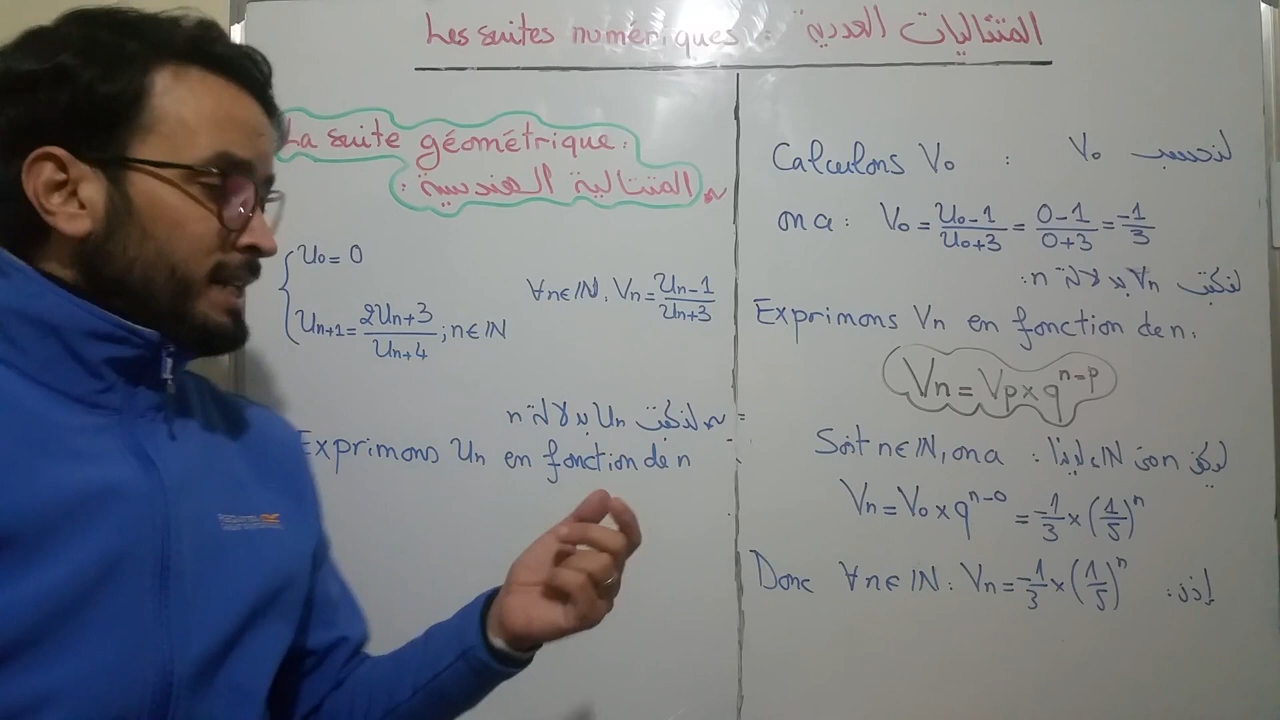 Les suites numériques : المتتاليات العددية
La suite géométrique :
المتتالية الهندسية :
U₀ = 0
Uₙ₊₁ = (2Uₙ+3)/(Uₙ+4) ; n∈ℕ
∀n∈ℕ : Vₙ = (Uₙ-1)/(Uₙ+3)
لنكتب Uₙ بدلالة n
Exprimons Uₙ en fonction de n
Calculons V₀ : لنحسب V₀
on a : V₀ = (U₀-1)/(U₀+3) = (0-1)/(0+3) = -1/3
لنكتب Vₙ بدلالة n :
Exprimons Vₙ en fonction de n.
Vₙ = Vₚ × qⁿ⁻ᵖ
Soit n∈ℕ, on a : ليكن n من ℕ، لدينا
Vₙ = V₀ × qⁿ⁻⁰ = -1/3 × (1/5)ⁿ
Donc ∀n∈ℕ : Vₙ = -1/3 × (1/5)ⁿ إذن :